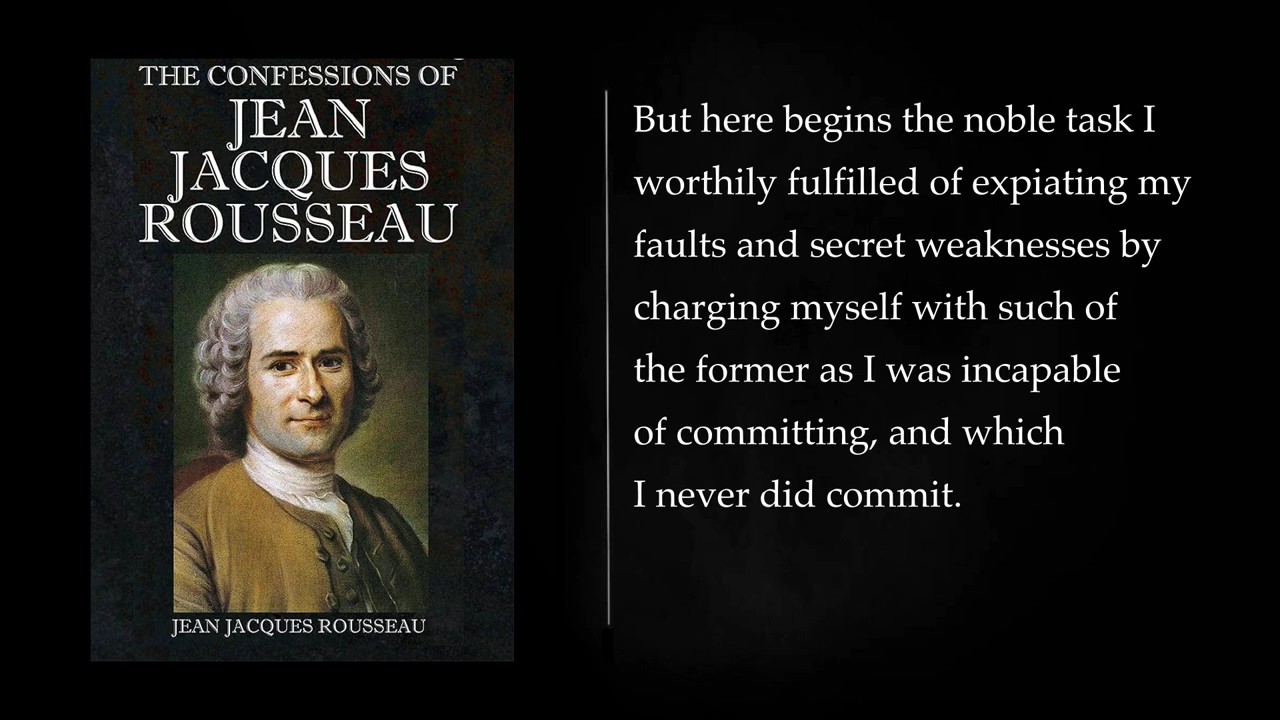 THE CONFESSIONS OF
JEAN
JACQUES
ROUSSEAU
JEAN JACQUES ROUSSEAU
But here begins the noble task I
worthily fulfilled of expiating my
faults and secret weaknesses by
charging myself with such of
the former as I was incapable
of committing, and which
I never did commit.